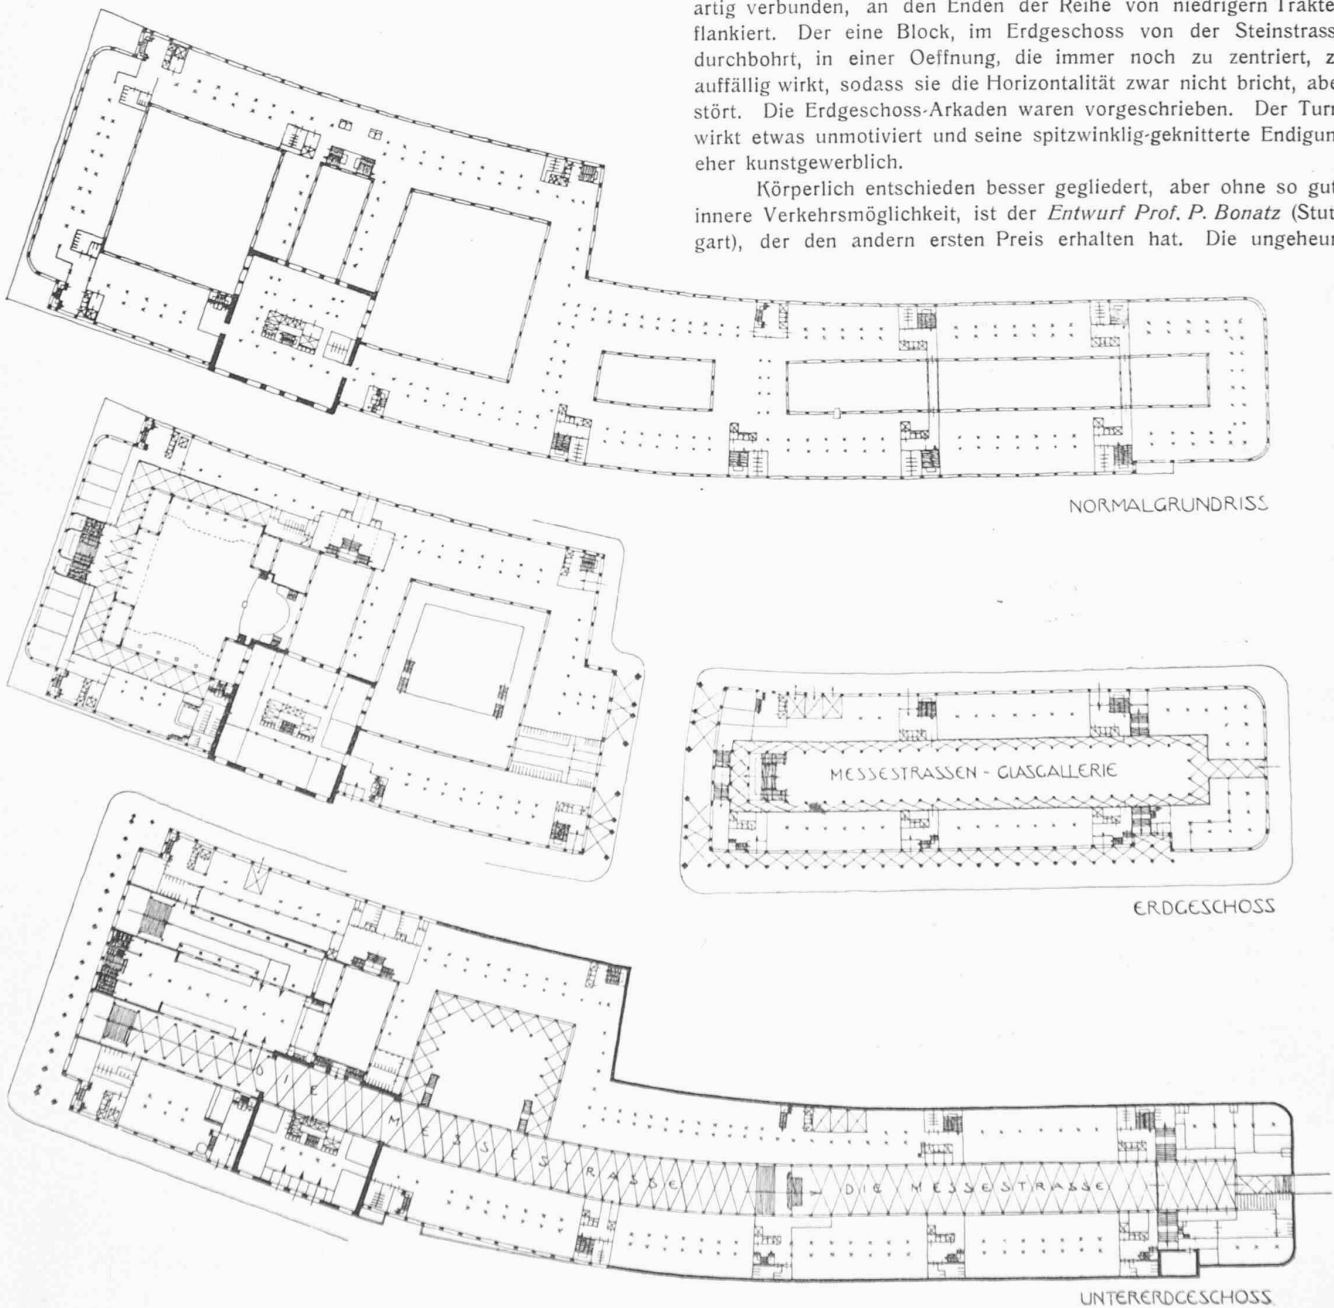 artig verbunden, an den Enden der Reihe von niedrigern Trakte
flankiert. Der eine Block, im Erdgeschoss von der Steinstrass
durchbohrt, in einer Oeffnung, die immer noch zu zentriert, z
auffällig wirkt, sodass sie die Horizontalität zwar nicht bricht, abe
stört. Die Erdgeschoss-Arkaden waren vorgeschrieben. Der Tur
wirkt etwas unmotiviert und seine spitzwinklig-geknitterte Endigun
eher kunstgewerblich.
Körperlich entschieden besser gegliedert, aber ohne so gut
innere Verkehrsmöglichkeit, ist der Entwurf Prof. P. Bonatz (Stut
gart), der den andern ersten Preis erhalten hat. Die ungeheur
NORMALGRUNDRISS
MESSESTRASSEN - GLASGALLERIE
ERDGESCHOSS
DIE MESSESTRASSE
DIE MESSESTRASSE
UNTERERDGESCHOSS